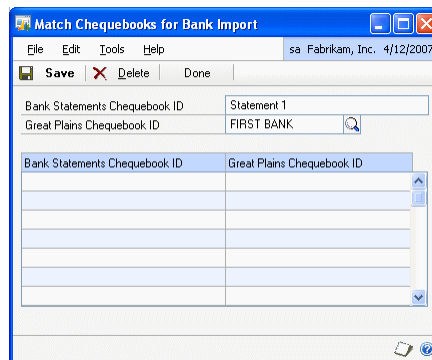 Match Chequebooks for Bank Import
File Edit Tools Help sa Fabrikam, Inc. 4/12/2007
Save Delete Done
Bank Statements Chequebook ID Statement 1
Great Plains Chequebook ID FIRST BANK
Bank Statements Chequebook ID Great Plains Chequebook ID